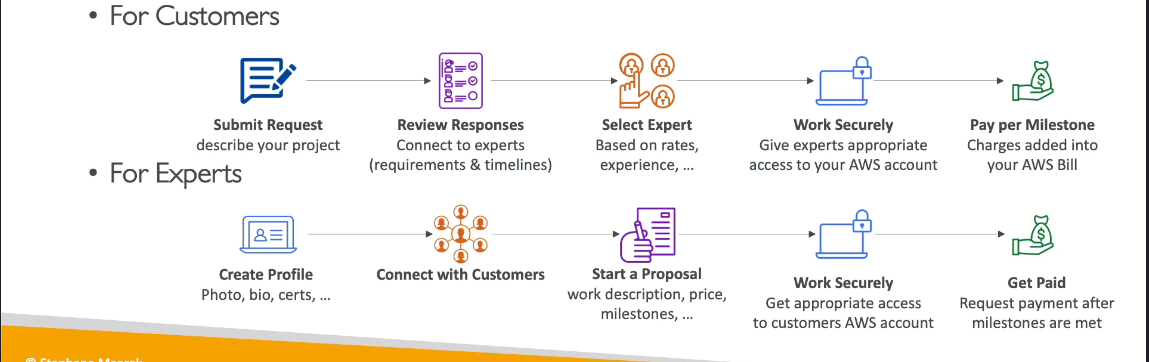 • For Customers
Submit Request
describe your project
Review Responses
Connect to experts
(requirements & timelines)
Select Expert
Based on rates,
experience, ...
Work Securely
Give experts appropriate
access to your AWS account
Pay per Milestone
Charges added into
your AWS Bill
• For Experts
Create Profile
Photo, bio, certs, ...
Connect with Customers
Start a Proposal
work description, price,
milestones, ...
Work Securely
Get appropriate access
to customers AWS account
Get Paid
Request payment after
milestones are met
© Stephane Maarek